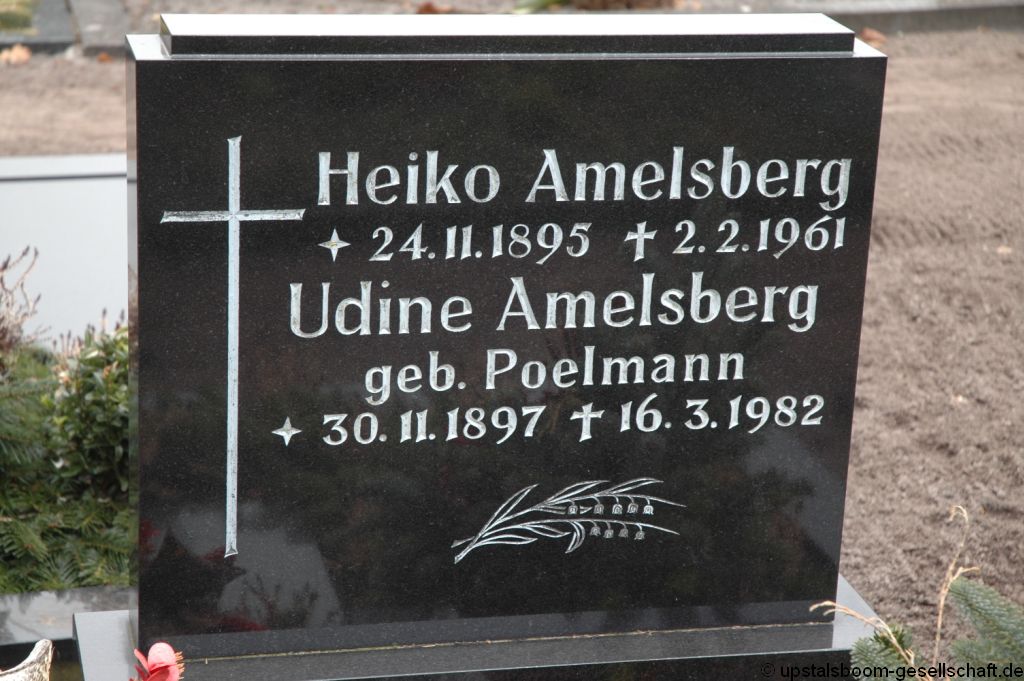 Heiko Amelsberg
✧ 24.11.1895 ✝ 2.2.1961
Udine Amelsberg
geb. Poelmann
✧ 30.11.1897 ✝ 16.3.1982
© upstalsboom-gesellschaft.de